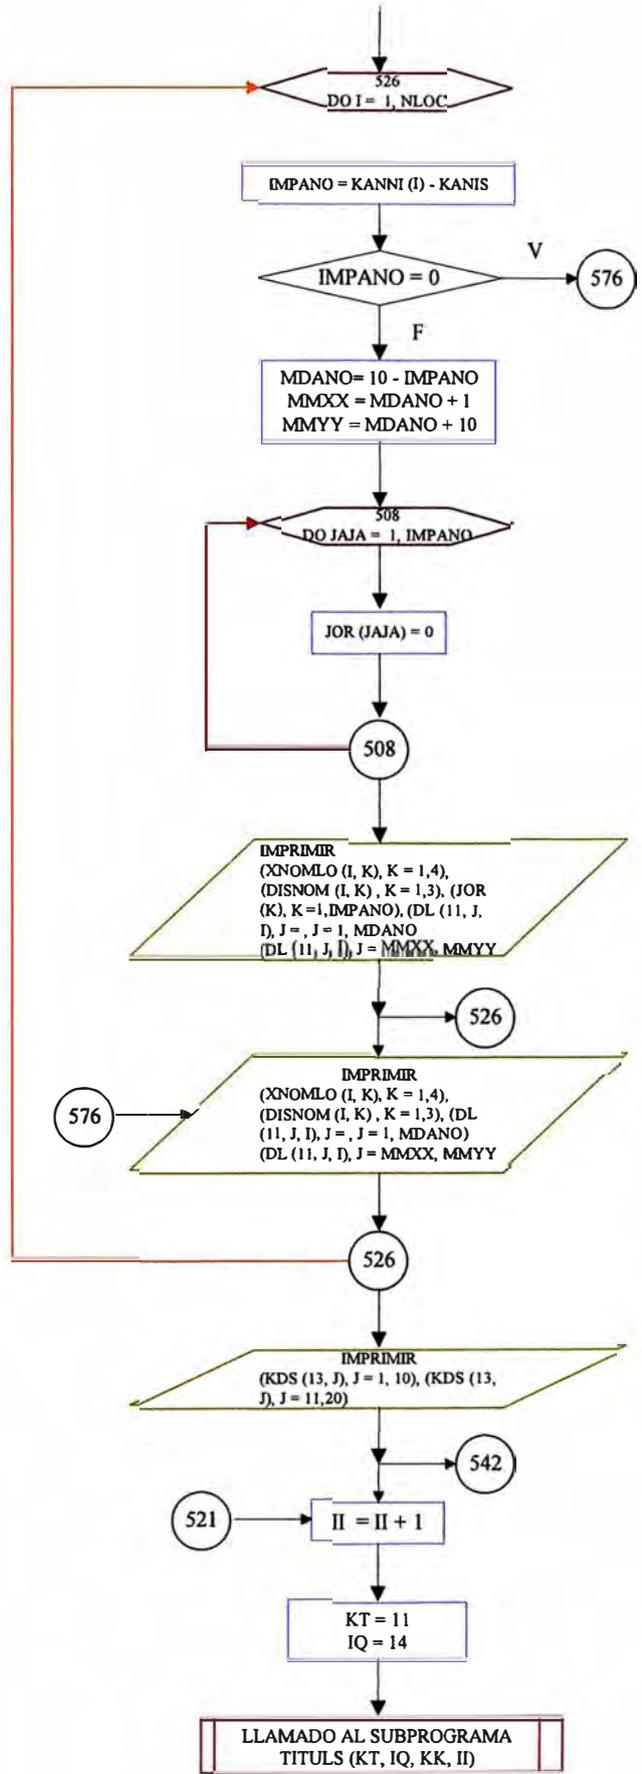 526
DO I = 1, NLOC
IMPANO = KANNI (I) - KANIS
IMPANO = 0
V
576
F
MDANO= 10 - IMPANO
MMXX = MDANO + 1
MMYY = MDANO + 10
508
DO JAJA = 1, IMPANO
JOR (JAJA) = 0
508
IMPRIMIR
(XNOMLO (I, K), K = 1,4),
(DISNOM (I, K) , K = 1,3), (JOR
(K), K=1,IMPANO), (DL (11, J,
I), J = , J = 1, MDANO
(DL (11, J, I), J = MMXX, MMYY
526
IMPRIMIR
(XNOMLO (I, K), K = 1,4),
(DISNOM (I, K) , K = 1,3), (DL
(11, J, I), J = , J = 1, MDANO)
(DL (11, J, I), J = MMXX, MMYY
576
526
IMPRIMIR
(KDS (13, J), J = 1, 10), (KDS (13,
J), J = 11,20)
542
521
II = II + 1
KT = 11
IQ = 14
LLAMADO AL SUBPROGRAMA
TITULS (KT, IQ, KK, II)